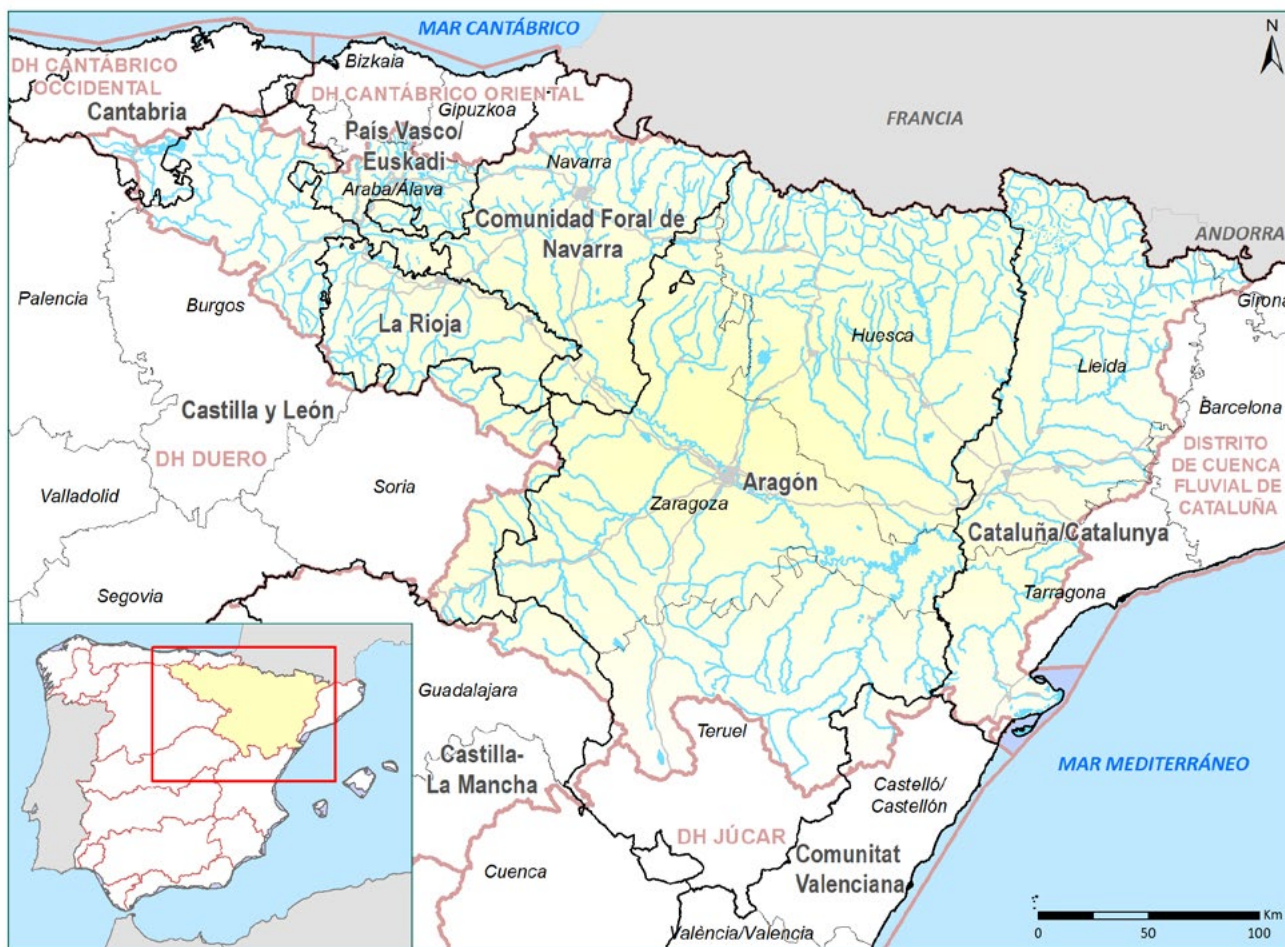 MAR CANTÁBRICO
N
DH CANTÁBRICO
OCCIDENTAL
Bizkaia
DH CANTÁBRICO ORIENTAL
Cantabria
Gipuzkoa
FRANCIA
País Vasco/
Euskadi
Navarra
Araba/Álava
Comunidad Foral de
Navarra
ANDORRA
Palencia
Burgos
Girona
La Rioja
Huesca
Lleida
Castilla y León
Barcelona
DH DUERO
DISTRITO
DE CUENCA
FLUVIAL DE
CATALUÑA
Valladolid
Soria
Aragón
Zaragoza
Cataluña/Catalunya
Segovia
Tarragona
Guadalajara
Teruel
Castilla-
La Mancha
MAR MEDITERRÁNEO
Castelló/
Castellón
DH JÚCAR
Cuenca
Comunitat
Valenciana
València/Valencia
Km
0
50
100